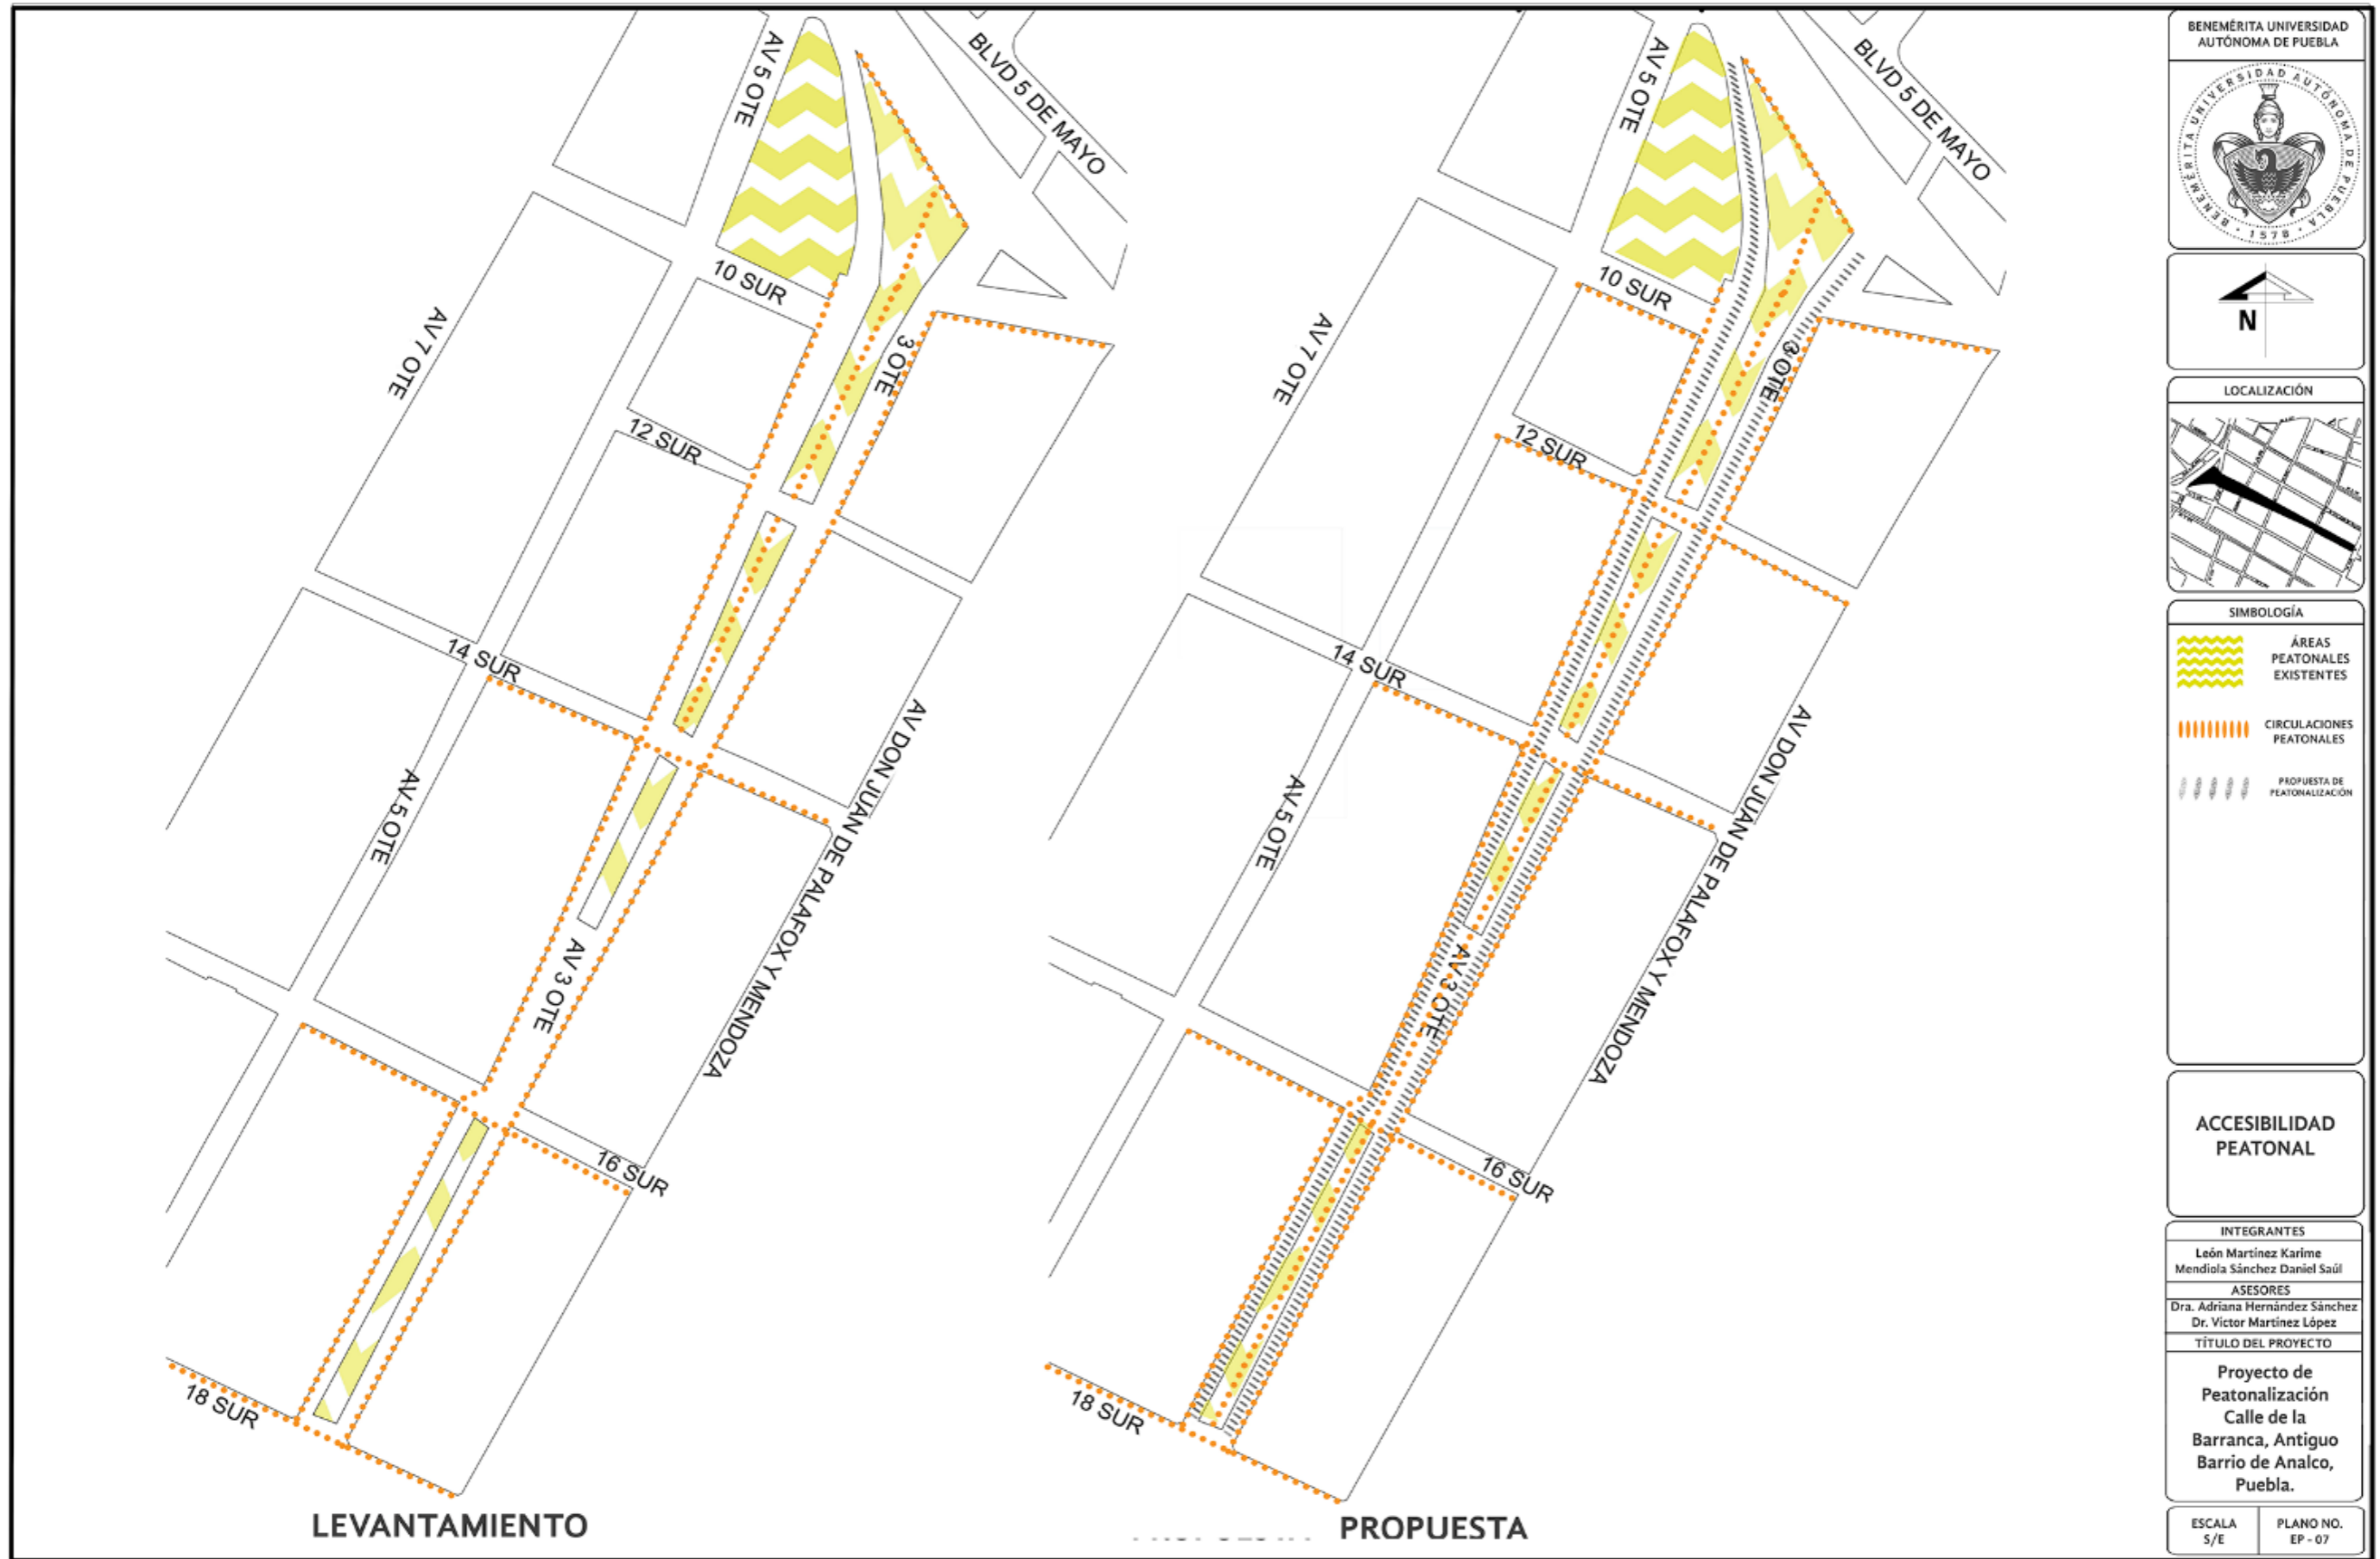 AV 5 OTE
BLVD 5 DE MAYO
10 SUR
AV 7 OTE
3 OTE
12 SUR
14 SUR
AV 5 OTE
AV DON JUAN DE PALAFOX Y MENDOZA
AV 3 OTE
16 SUR
18 SUR
LEVANTAMIENTO
AV 5 OTE
BLVD 5 DE MAYO
10 SUR
AV 7 OTE
3 OTE
12 SUR
14 SUR
AV 5 OTE
AV DON JUAN DE PALAFOX Y MENDOZA
AV 3 OTE
16 SUR
18 SUR
PROPUESTA
BENEMÉRITA UNIVERSIDAD
AUTÓNOMA DE PUEBLA
BENEMÉRITA UNIVERSIDAD AUTÓNOMA DE PUEBLA
· 1578 ·
N
LOCALIZACIÓN
SIMBOLOGÍA
ÁREAS
PEATONALES
EXISTENTES
CIRCULACIONES
PEATONALES
PROPUESTA DE
PEATONALIZACIÓN
ACCESIBILIDAD
PEATONAL
INTEGRANTES
León Martínez Karime
Mendiola Sánchez Daniel Saúl
ASESORES
Dra. Adriana Hernández Sánchez
Dr. Víctor Martínez López
TÍTULO DEL PROYECTO
Proyecto de
Peatonalización
Calle de la
Barranca, Antiguo
Barrio de Analco,
Puebla.
ESCALA
S/E
PLANO NO.
EP - 07